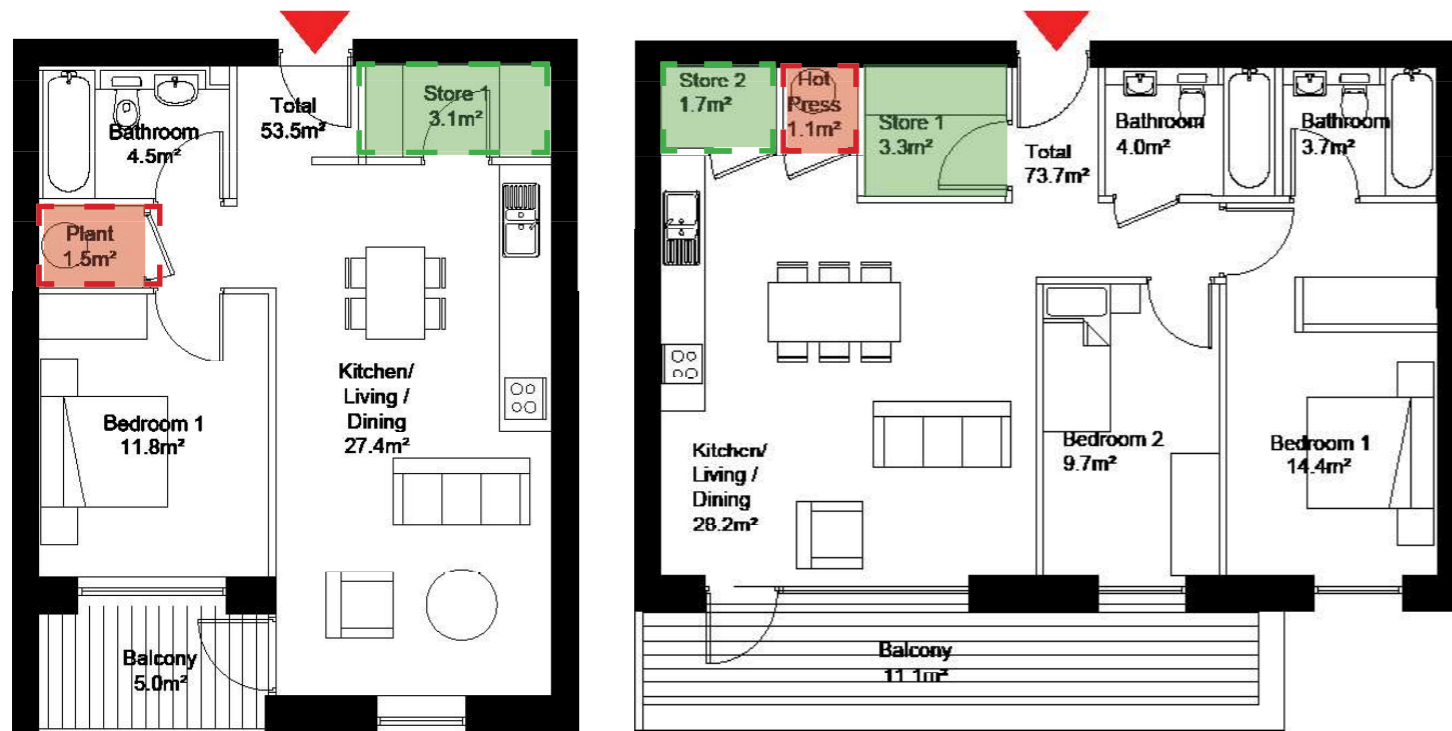 Total
53.5m²
Store 1
3.1m²
Bathroom
4.5m²
Plant
1.5m²
Kitchen/
Living /
Dining
27.4m²
Bedroom 1
11.8m²
Balcony
5.0m²
Store 2
1.7m²
Hot
Press
1.1m²
Store 1
3.3m²
Total
73.7m²
Bathroom
4.0m²
Bathroom
3.7m²
Kitchen/
Living /
Dining
28.2m²
Bedroom 2
9.7m²
Bedroom 1
14.4m²
Balcony
11.1m²